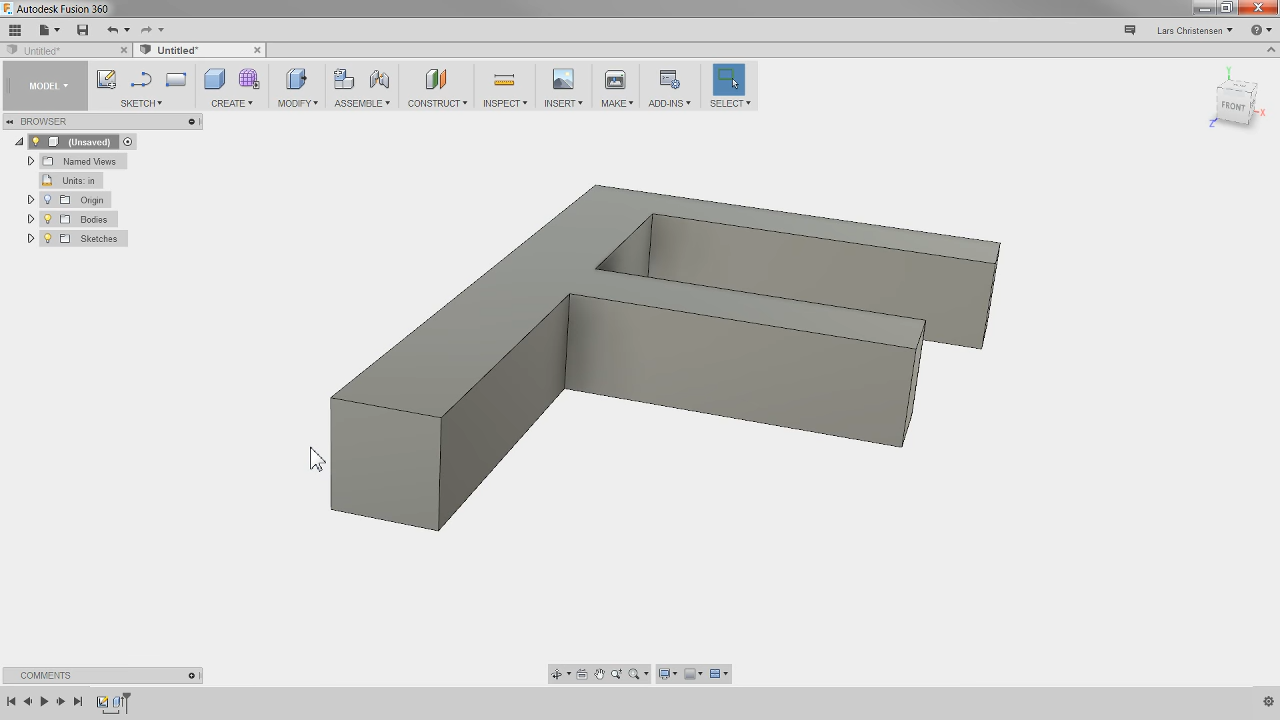 Autodesk Fusion 360
Lars Christensen
Untitled*
Untitled*
MODEL
SKETCH
CREATE
MODIFY
ASSEMBLE
CONSTRUCT
INSPECT
INSERT
MAKE
ADD-INS
SELECT
Y
FRONT
X
Z
BROWSER
(Unsaved)
Named Views
Units: in
Origin
Bodies
Sketches
COMMENTS